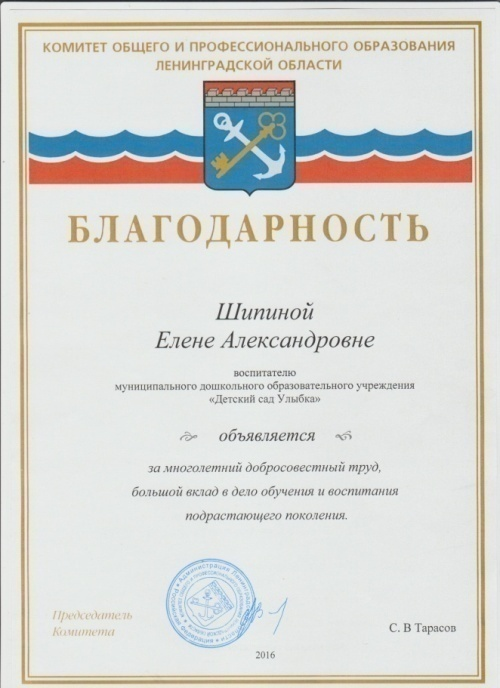 КОМИТЕТ ОБЩЕГО И ПРОФЕССИОНАЛЬНОГО ОБРАЗОВАНИЯ
ЛЕНИНГРАДСКОЙ ОБЛАСТИ
БЛАГОДАРНОСТЬ
Шипиной
Елене Александровне
воспитателю
муниципального дошкольного образовательного учреждения
«Детский сад Улыбка»
объявляется
за многолетний добросовестный труд,
большой вклад в дело обучения и воспитания
подрастающего поколения.
Председатель
Комитета
С. В Тарасов
2016